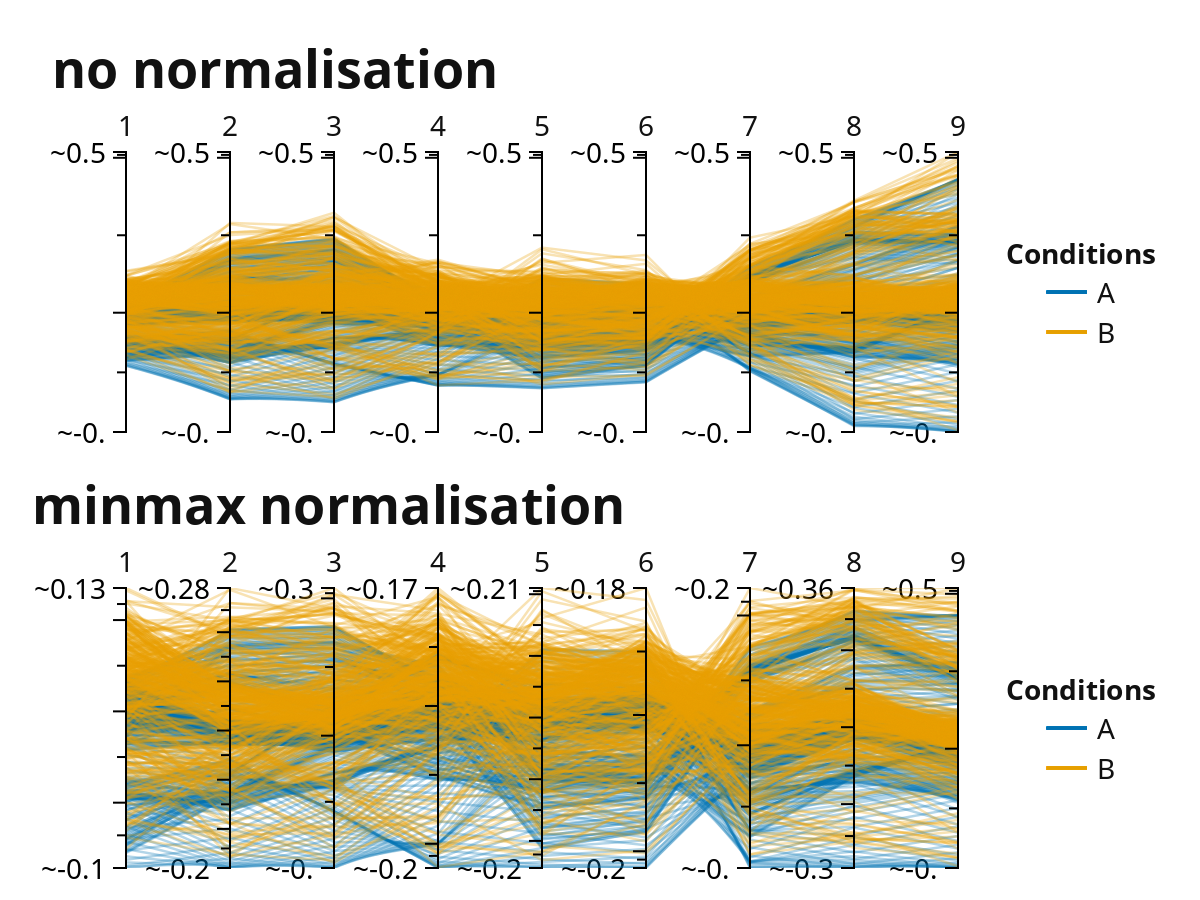 no normalisation
1 2 3 4 5 6 7 8 9
~0.5 ~0.5 ~0.5 ~0.5 ~0.5 ~0.5 ~0.5 ~0.5 ~0.5
Conditions
A
B
~-0. ~-0. ~-0. ~-0. ~-0. ~-0. ~-0. ~-0. ~-0.
minmax normalisation
1 2 3 4 5 6 7 8 9
~0.13 ~0.28 ~0.3 ~0.17 ~0.21 ~0.18 ~0.2 ~0.36 ~0.5
Conditions
A
B
~-0.1 ~-0.2 ~-0. ~-0.2 ~-0.2 ~-0.2 ~-0. ~-0.3 ~-0.